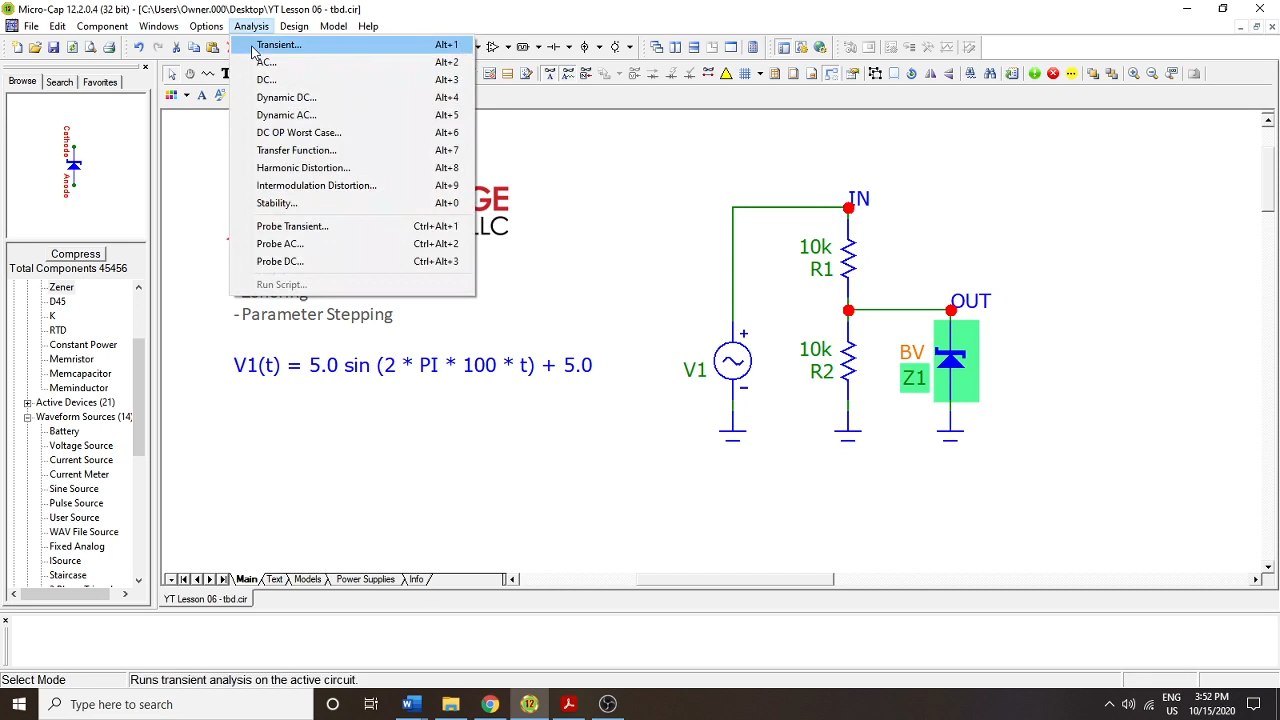 Micro-Cap 12.2.0.4 (32 bit) - [C:\Users\Owner.000\Desktop\YT Lesson 06 - tbd.cir]
File Edit Component Windows Options Analysis Design Model Help
Transient... Alt+1
AC... Alt+2
DC... Alt+3
Dynamic DC... Alt+4
Dynamic AC... Alt+5
DC OP Worst Case... Alt+6
Transfer Function... Alt+7
Harmonic Distortion... Alt+8
Intermodulation Distortion... Alt+9
Stability... Alt+0
Probe Transient... Ctrl+Alt+1
Probe AC... Ctrl+Alt+2
Probe DC... Ctrl+Alt+3
Run Script...
Browse Search Favorites
Cathode
Anode
Compress
Total Components 45456
Zener
D45
K
RTD
Constant Power
Memristor
Memcapacitor
Meminductor
Active Devices (21)
Waveform Sources (14)
Battery
Voltage Source
Current Source
Current Meter
Sine Source
Pulse Source
User Source
WAV File Source
Fixed Analog
ISource
Staircase
GE
LLC
-Parameter Stepping
V1(t) = 5.0 sin (2 * PI * 100 * t) + 5.0
IN
10k
R1
OUT
V1
+
-
10k
R2
BV
Z1
Main Text Models Power Supplies Info
YT Lesson 06 - tbd.cir
Select Mode Runs transient analysis on the active circuit.
Type here to search
12
ENG
US
3:52 PM
10/15/2020